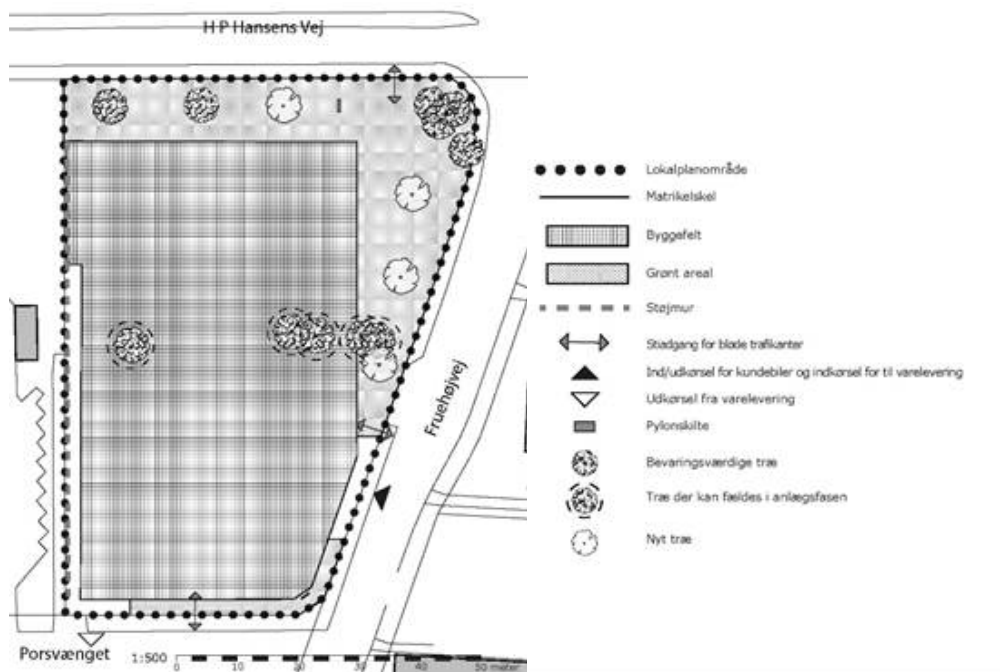 H P Hansens Vej
Lokalplanområde
Matrikelskel
Byggefelt
Grønt areal
Støjmur
Stiadgang for bløde trafikanter
Ind/udkørsel for kundebiler og indkørsel for til varelevering
Udkørsel fra varelevering
Pylonskilte
Bevaringsværdige træ
Træ der kan fældes i anlægsfasen
Nyt træ
Fruehøjvej
Porsvænget
1:500
0 10 20 30 40 50 meter